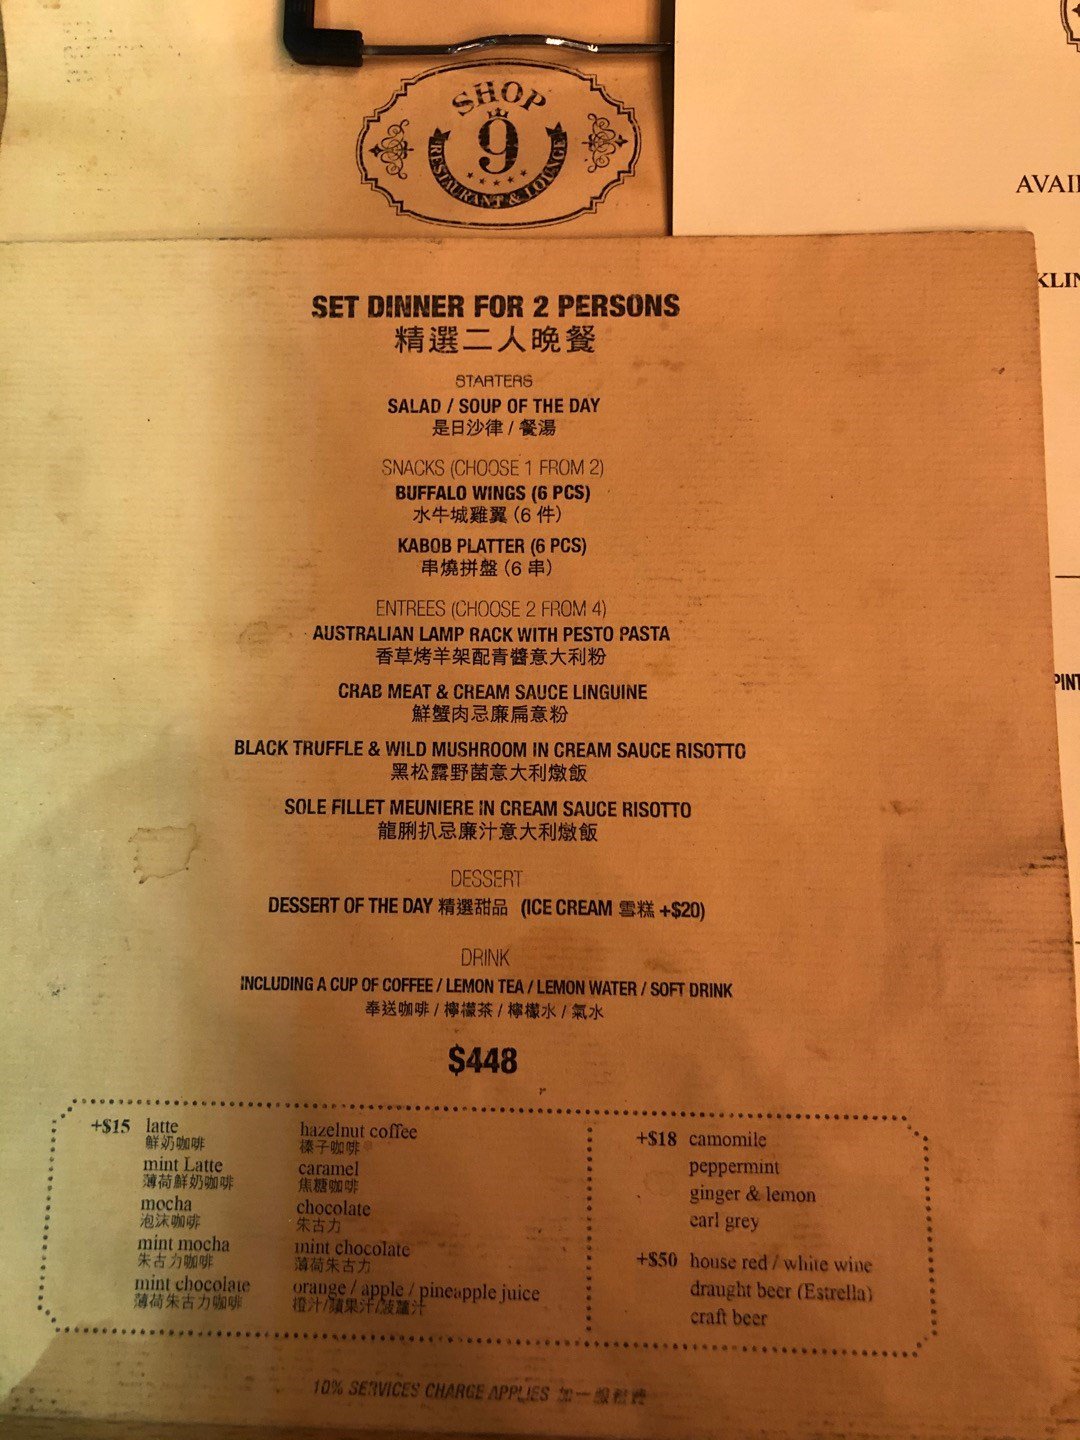 SHOP
9
RESTAURANT & LOUNGE
AVAI
KLIN
PINT
SET DINNER FOR 2 PERSONS
精選二人晚餐
STARTERS
SALAD / SOUP OF THE DAY
是日沙律 / 餐湯
SNACKS (CHOOSE 1 FROM 2)
BUFFALO WINGS (6 PCS)
水牛城雞翼 (6 件)
KABOB PLATTER (6 PCS)
串燒拼盤 (6 串)
ENTREES (CHOOSE 2 FROM 4)
AUSTRALIAN LAMP RACK WITH PESTO PASTA
香草烤羊架配青醬意大利粉
CRAB MEAT & CREAM SAUCE LINGUINE
鮮蟹肉忌廉扁意粉
BLACK TRUFFLE & WILD MUSHROOM IN CREAM SAUCE RISOTTO
黑松露野菌意大利燉飯
SOLE FILLET MEUNIERE IN CREAM SAUCE RISOTTO
龍脷扒忌廉汁意大利燉飯
DESSERT
DESSERT OF THE DAY 精選甜品 (ICE CREAM 雪糕 +$20)
DRINK
INCLUDING A CUP OF COFFEE / LEMON TEA / LEMON WATER / SOFT DRINK
奉送咖啡 / 檸檬茶 / 檸檬水 / 氣水
$448
+$15 latte
鮮奶咖啡
mint Latte
薄荷鮮奶咖啡
mocha
泡沫咖啡
mint mocha
朱古力咖啡
mint chocolate
薄荷朱古力咖啡
hazelnut coffee
榛子咖啡
caramel
焦糖咖啡
chocolate
朱古力
mint chocolate
薄荷朱古力
orange / apple / pineapple juice
橙汁/蘋果汁/菠蘿汁
+$18 camomile
peppermint
ginger & lemon
earl grey
+$50 house red / white wine
draught beer (Estrella)
craft beer
10% SERVICES CHARGE APPLIES 加一服務費